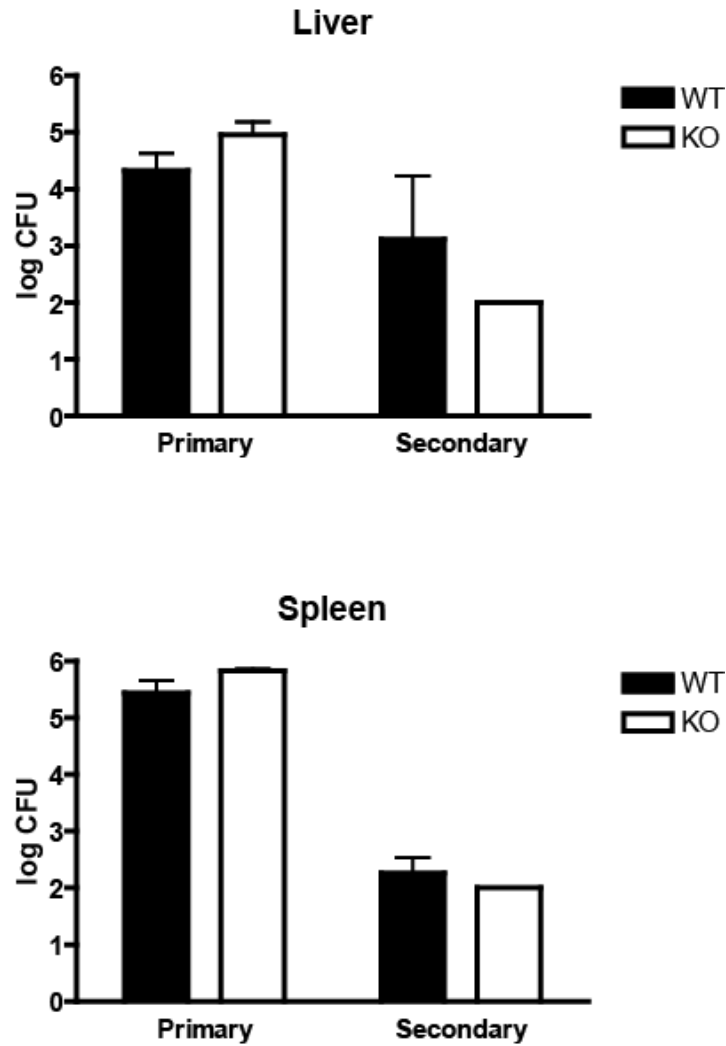 Liver
6
5
4
3
2
1
0
log CFU
Primary
Secondary
WT
KO
Spleen
6
5
4
3
2
1
0
log CFU
Primary
Secondary
WT
KO